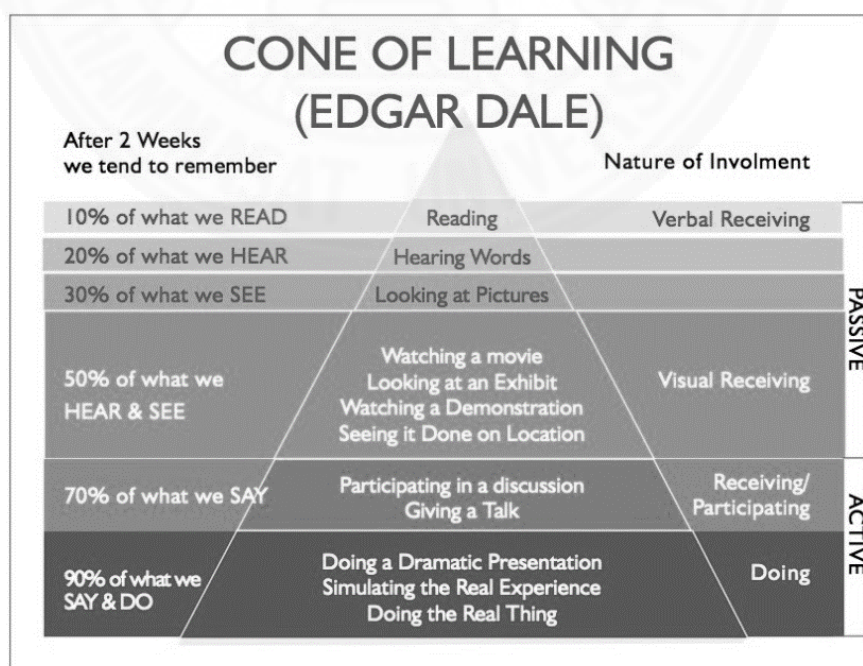 CONE OF LEARNING
(EDGAR DALE)
After 2 Weeks
we tend to remember
Nature of Involment
10% of what we READ
Reading
Verbal Receiving
20% of what we HEAR
Hearing Words
30% of what we SEE
Looking at Pictures
50% of what we
HEAR & SEE
Watching a movie
Looking at an Exhibit
Watching a Demonstration
Seeing it Done on Location
Visual Receiving
PASSIVE
70% of what we SAY
Participating in a discussion
Giving a Talk
Receiving/
Participating
90% of what we
SAY & DO
Doing a Dramatic Presentation
Simulating the Real Experience
Doing the Real Thing
Doing
ACTIVE